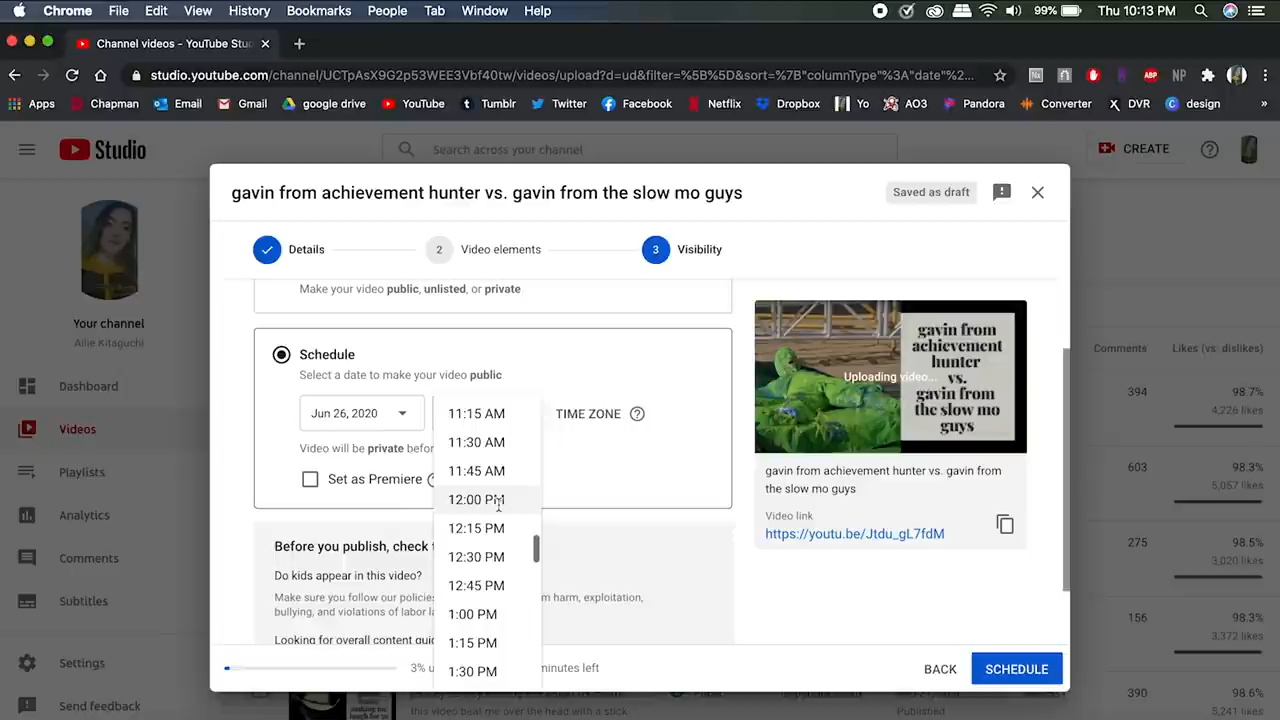 Chrome File Edit View History Bookmarks People Tab Window Help 99% Thu 10:13 PM
Channel videos - YouTube Stu
studio.youtube.com/channel/UCTpAsX9G2p53WEE3Vbf40tw/videos/upload?d=ud&filter=%5B%5D&sort=%7B"columnType"%3A"date"%2...
ABP NP
Apps Chapman Email Gmail google drive YouTube Tumblr Twitter Facebook Netflix Dropbox Yo AO3 Pandora Converter DVR design »
Studio Search across your channel CREATE
gavin from achievement hunter vs. gavin from the slow mo guys Saved as draft
Details 2 Video elements 3 Visibility
Make your video public, unlisted, or private
Schedule
Select a date to make your video public
Jun 26, 2020 TIME ZONE
Video will be private befor
Set as Premiere
11:15 AM
11:30 AM
11:45 AM
12:00 PM
12:15 PM
12:30 PM
12:45 PM
1:00 PM
1:15 PM
1:30 PM
Before you publish, check t
Do kids appear in this video?
Make sure you follow our policies m harm, exploitation,
bullying, and violations of labor la
Looking for overall content guid
3% u minutes left
BACK SCHEDULE
gavin from
achievement
hunter
vs.
gavin from
the slow mo
guys
Uploading video...
gavin from achievement hunter vs. gavin from
the slow mo guys
Video link
https://youtu.be/Jtdu_gL7fdM
Your channel
Ailie Kitaguchi
Dashboard
Videos
Playlists
Analytics
Comments
Subtitles
Settings
Send feedback
Comments Likes (vs. dislikes)
394 98.7%
4,226 likes
603 98.3%
5,057 likes
275 98.5%
3,020 likes
156 98.3%
3,372 likes
390 98.6%
5,241 likes
this video beat me over the head with a stick.
Published